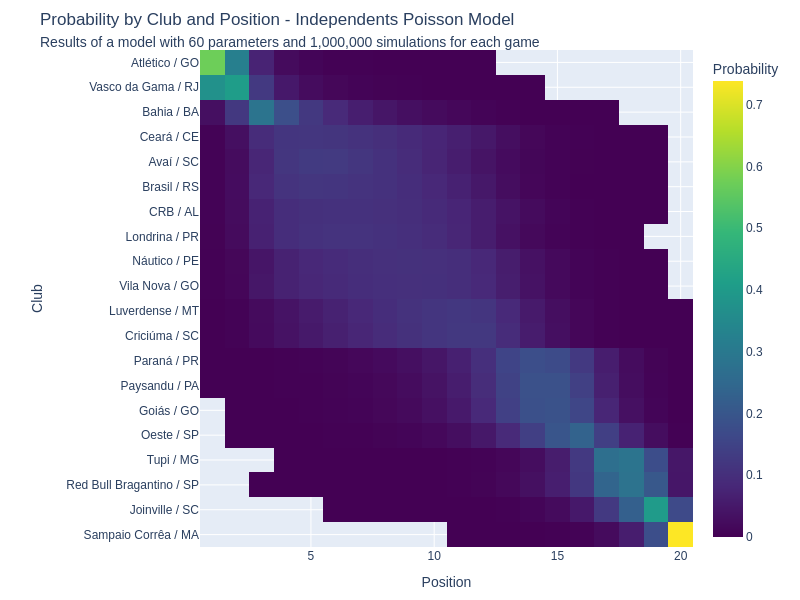 Probability by Club and Position - Independents Poisson Model
Results of a model with 60 parameters and 1,000,000 simulations for each game
Probability
Atlético / GO
Vasco da Gama / RJ
Bahia / BA
Ceará / CE
Avaí / SC
Brasil / RS
CRB / AL
Londrina / PR
Náutico / PE
Vila Nova / GO
Luverdense / MT
Criciúma / SC
Paraná / PR
Paysandu / PA
Goiás / GO
Oeste / SP
Tupi / MG
Red Bull Bragantino / SP
Joinville / SC
Sampaio Corrêa / MA
Club
5
10
15
20
Position
0.7
0.6
0.5
0.4
0.3
0.2
0.1
0